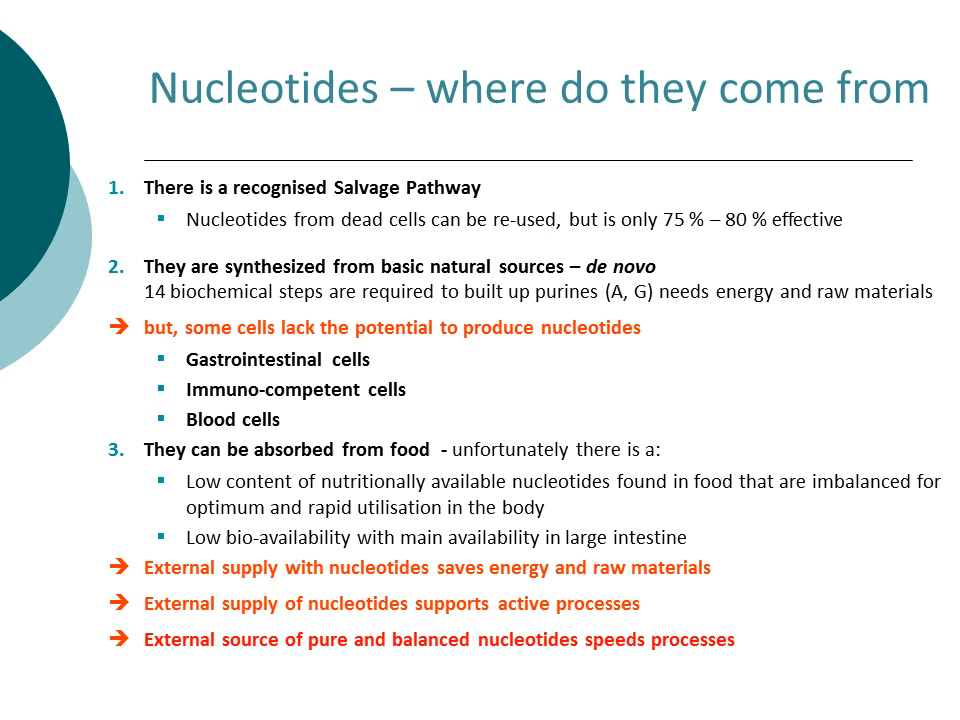 Nucleotides – where do they come from
1. There is a recognised Salvage Pathway
▪ Nucleotides from dead cells can be re-used, but is only 75 % – 80 % effective
2. They are synthesized from basic natural sources – de novo
14 biochemical steps are required to built up purines (A, G) needs energy and raw materials
➔ but, some cells lack the potential to produce nucleotides
▪ Gastrointestinal cells
▪ Immuno-competent cells
▪ Blood cells
3. They can be absorbed from food - unfortunately there is a:
▪ Low content of nutritionally available nucleotides found in food that are imbalanced for
optimum and rapid utilisation in the body
▪ Low bio-availability with main availability in large intestine
➔ External supply with nucleotides saves energy and raw materials
➔ External supply of nucleotides supports active processes
➔ External source of pure and balanced nucleotides speeds processes